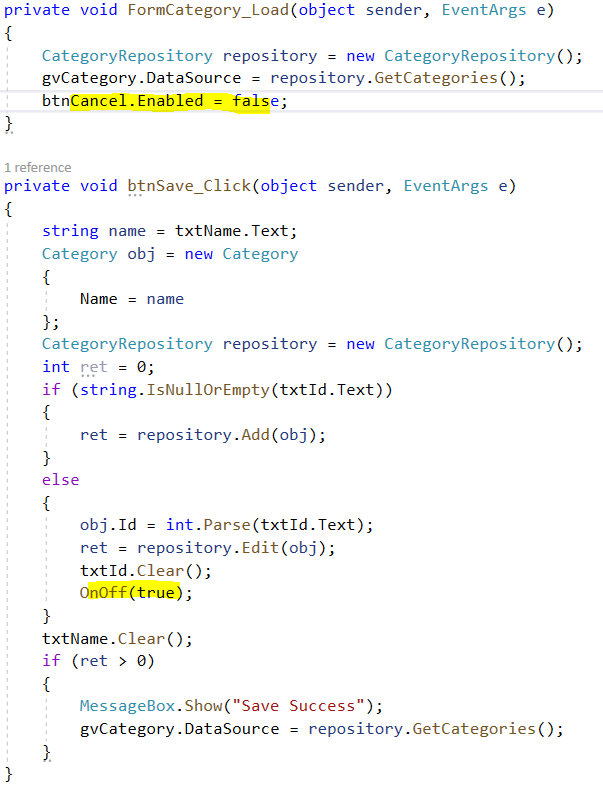 private void FormCategory_Load(object sender, EventArgs e)
{
    CategoryRepository repository = new CategoryRepository();
    gvCategory.DataSource = repository.GetCategories();
    btnCancel.Enabled = false;
}
1 reference
private void btnSave_Click(object sender, EventArgs e)
{
    string name = txtName.Text;
    Category obj = new Category
    {
        Name = name
    };
    CategoryRepository repository = new CategoryRepository();
    int ret = 0;
    if (string.IsNullOrEmpty(txtId.Text))
    {
        ret = repository.Add(obj);
    }
    else
    {
        obj.Id = int.Parse(txtId.Text);
        ret = repository.Edit(obj);
        txtId.Clear();
        OnOff(true);
    }
    txtName.Clear();
    if (ret > 0)
    {
        MessageBox.Show("Save Success");
        gvCategory.DataSource = repository.GetCategories();
    }
}